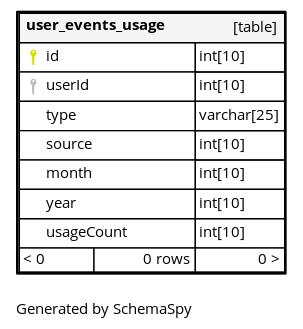 user_events_usage [table]
id int[10]
userId int[10]
type varchar[25]
source int[10]
month int[10]
year int[10]
usageCount int[10]
< 0 0 rows 0 >
Generated by SchemaSpy